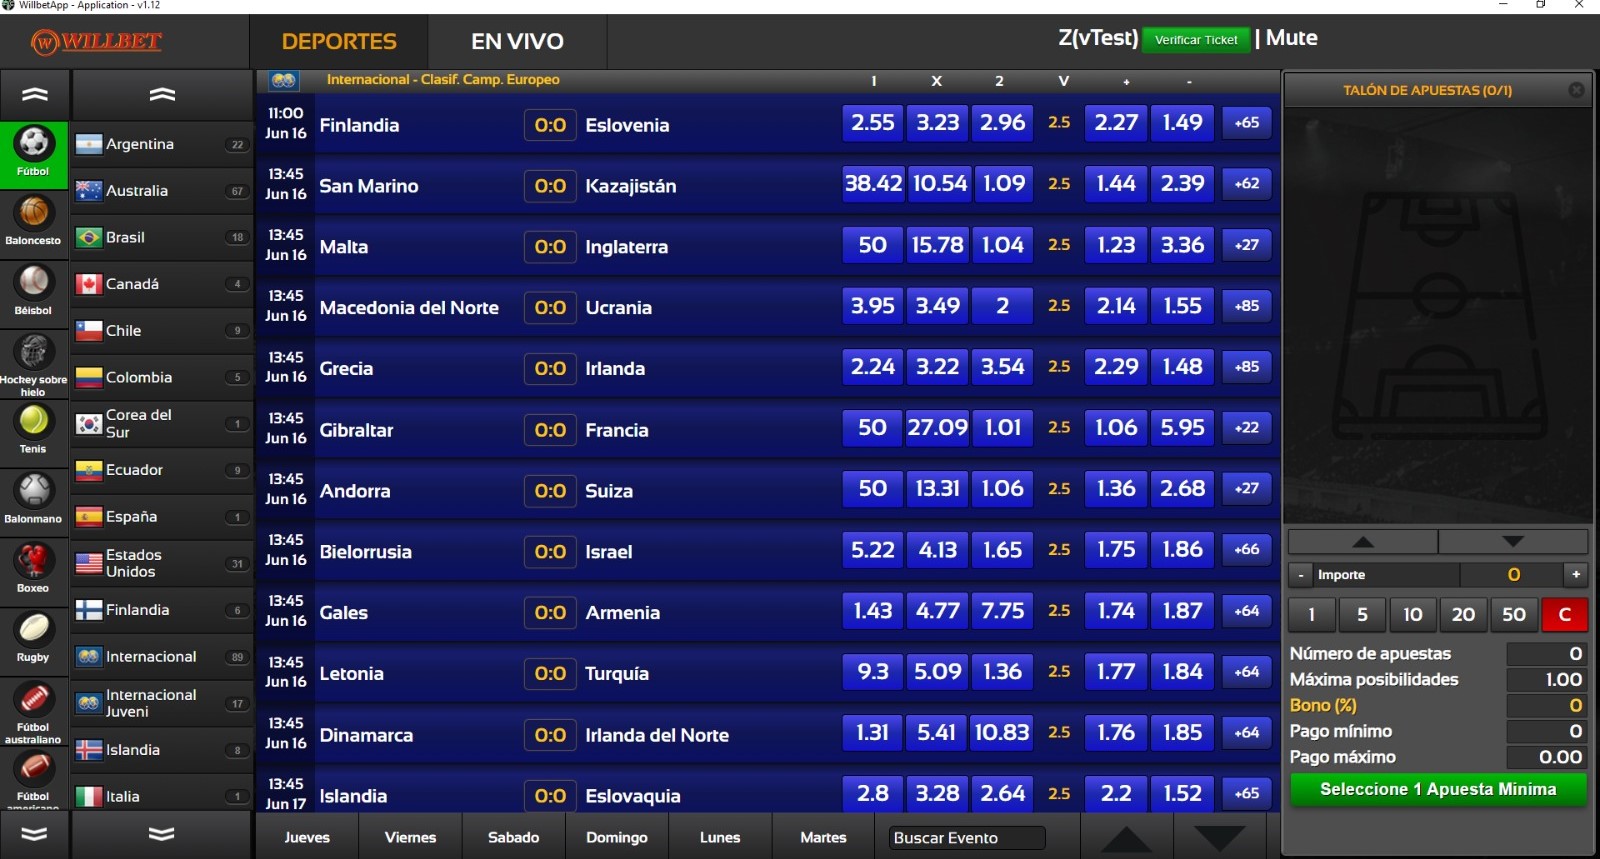 WillbetApp - Application - v1.12
WILLBET
DEPORTES
EN VIVO
Z(vTest) Verificar Ticket | Mute
Fútbol
Baloncesto
Béisbol
Hockey sobre
hielo
Tenis
Balonmano
Boxeo
Rugby
Fútbol
australiano
Fútbol
americano
Argentina 22
Australia 67
Brasil 18
Canadá 4
Chile 9
Colombia 5
Corea del
Sur 1
Ecuador 9
España 1
Estados
Unidos 31
Finlandia 6
Internacional 89
Internacional
Juveni 17
Islandia 8
Italia 1
Internacional - Clasif. Camp. Europeo 1 X 2 V + -
11:00
Jun 16 Finlandia 0:0 Eslovenia 2.55 3.23 2.96 2.5 2.27 1.49 +65
13:45
Jun 16 San Marino 0:0 Kazajistán 38.42 10.54 1.09 2.5 1.44 2.39 +62
13:45
Jun 16 Malta 0:0 Inglaterra 50 15.78 1.04 2.5 1.23 3.36 +27
13:45
Jun 16 Macedonia del Norte 0:0 Ucrania 3.95 3.49 2 2.5 2.14 1.55 +85
13:45
Jun 16 Grecia 0:0 Irlanda 2.24 3.22 3.54 2.5 2.29 1.48 +85
13:45
Jun 16 Gibraltar 0:0 Francia 50 27.09 1.01 2.5 1.06 5.95 +22
13:45
Jun 16 Andorra 0:0 Suiza 50 13.31 1.06 2.5 1.36 2.68 +27
13:45
Jun 16 Bielorrusia 0:0 Israel 5.22 4.13 1.65 2.5 1.75 1.86 +66
13:45
Jun 16 Gales 0:0 Armenia 1.43 4.77 7.75 2.5 1.74 1.87 +64
13:45
Jun 16 Letonia 0:0 Turquía 9.3 5.09 1.36 2.5 1.77 1.84 +64
13:45
Jun 16 Dinamarca 0:0 Irlanda del Norte 1.31 5.41 10.83 2.5 1.76 1.85 +64
13:45
Jun 17 Islandia 0:0 Eslovaquia 2.8 3.28 2.64 2.5 2.2 1.52 +65
Jueves Viernes Sabado Domingo Lunes Martes Buscar Evento
TALÓN DE APUESTAS (0/1)
- Importe 0 +
1 5 10 20 50 C
Número de apuestas 0
Máxima posibilidades 1.00
Bono (%) 0
Pago mínimo 0
Pago máximo 0.00
Seleccione 1 Apuesta Minima